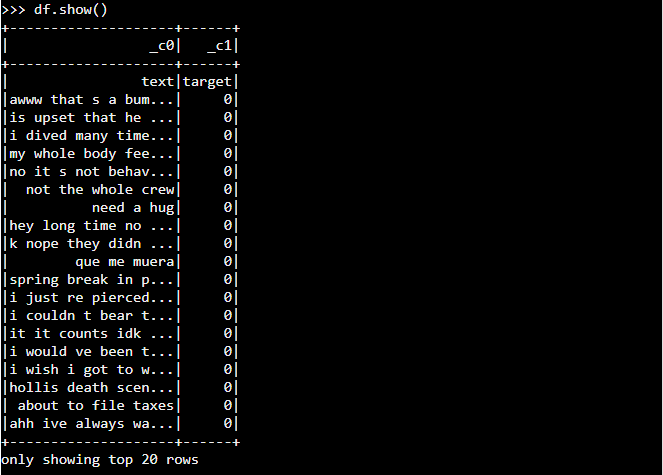 >>> df.show()
+--------------------+------+
|                 _c0|   _c1|
+--------------------+------+
|                text|target|
|awww that s a bum...|     0|
|is upset that he ...|     0|
|i dived many time...|     0|
|my whole body fee...|     0|
|no it s not behav...|     0|
|  not the whole crew|     0|
|          need a hug|     0|
|hey long time no ...|     0|
|k nope they didn ...|     0|
|        que me muera|     0|
|spring break in p...|     0|
|i just re pierced...|     0|
|i couldn t bear t...|     0|
|it it counts idk ...|     0|
|i would ve been t...|     0|
|i wish i got to w...|     0|
|hollis death scen...|     0|
| about to file taxes|     0|
|ahh ive always wa...|     0|
+--------------------+------+
only showing top 20 rows